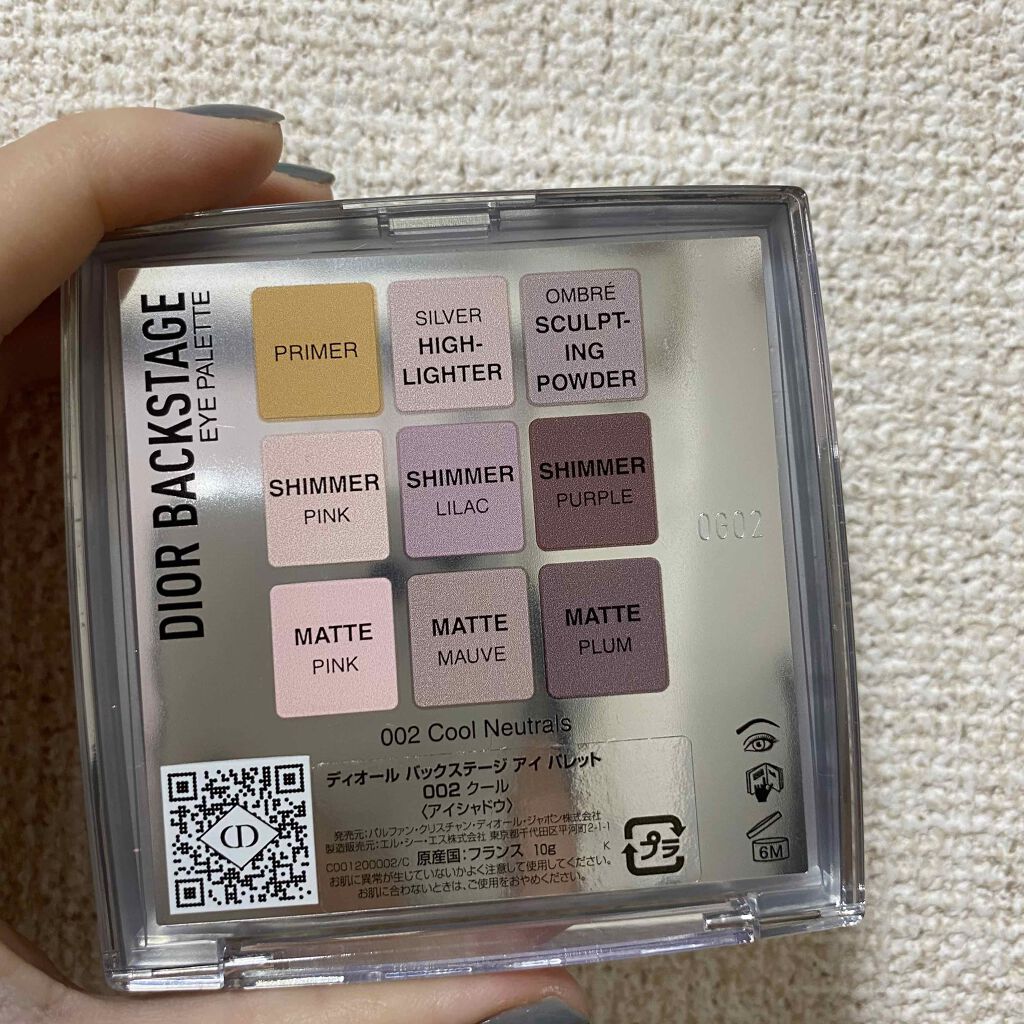 DIOR BACKSTAGE
EYE PALETTE
PRIMER
SILVER
HIGH-
LIGHTER
OMBRÉ
SCULPT-
ING
POWDER
SHIMMER
PINK
SHIMMER
LILAC
SHIMMER
PURPLE
MATTE
PINK
MATTE
MAUVE
MATTE
PLUM
0G02
002 Cool Neutrals
ディオール バックステージ アイ パレット
002 クール
〈アイシャドウ〉
発売元:パルファン・クリスチャン・ディオール・ジャポン株式会社
製造販売元:エル・シー・エス株式会社 東京都千代田区平河町2-1-1
C001200002/C 原産国:フランス 10g K
お肌に異常が生じていないかよく注意して使用してください。
お肌に合わないときは、ご使用をおやめください。
プラ
6M
CD